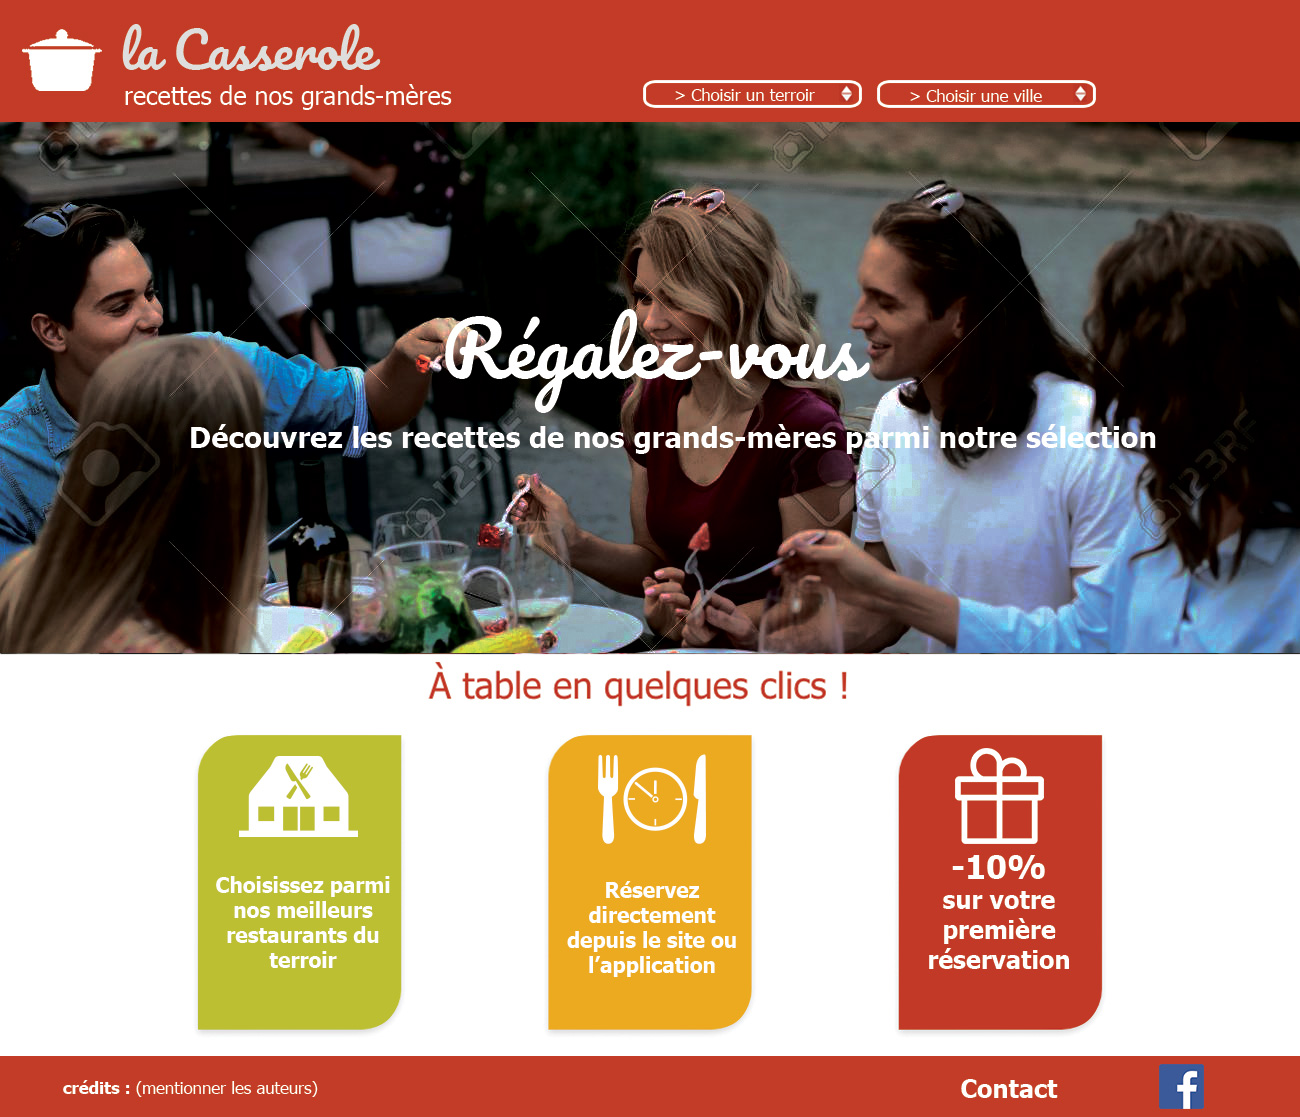 la Casserole
recettes de nos grands-mères
> Choisir un terroir
> Choisir une ville
Régalez-vous
Découvrez les recettes de nos grands-mères parmi notre sélection
123RF
123RF
À table en quelques clics !
Choisissez parmi
nos meilleurs
restaurants du
terroir
Réservez
directement
depuis le site ou
l’application
-10%
sur votre
première
réservation
crédits : (mentionner les auteurs)
Contact
f